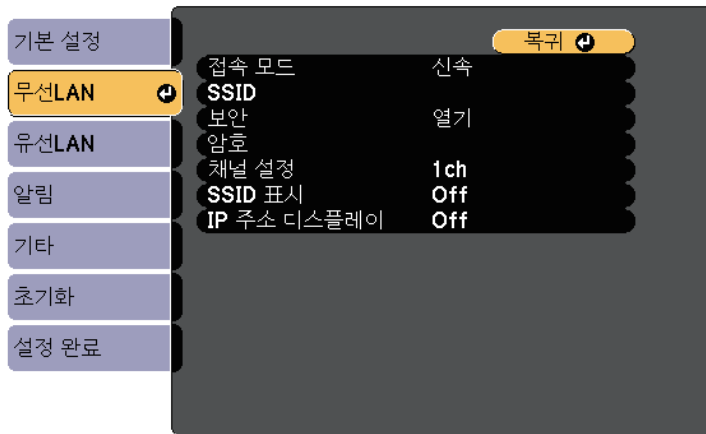 기본 설정
무선LAN
유선LAN
알림
기타
초기화
설정 완료
복귀
접속 모드 신속
SSID
보안 열기
암호
채널 설정 1ch
SSID 표시 Off
IP 주소 디스플레이 Off